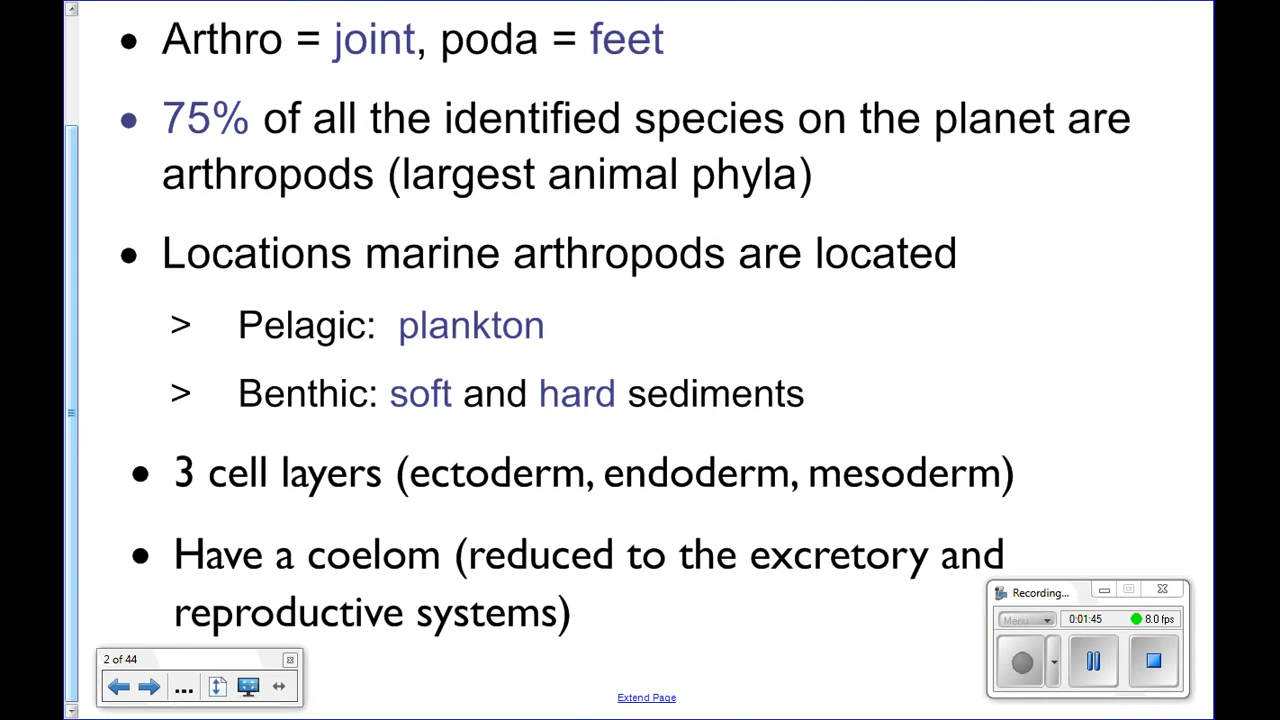 • Arthro = joint, poda = feet
• 75% of all the identified species on the planet are
arthropods (largest animal phyla)
• Locations marine arthropods are located
> Pelagic: plankton
> Benthic: soft and hard sediments
• 3 cell layers (ectoderm, endoderm, mesoderm)
• Have a coelom (reduced to the excretory and
reproductive systems)
Recording...
Menu
0:01:45
8.0 fps
2 of 44
...
Extend Page